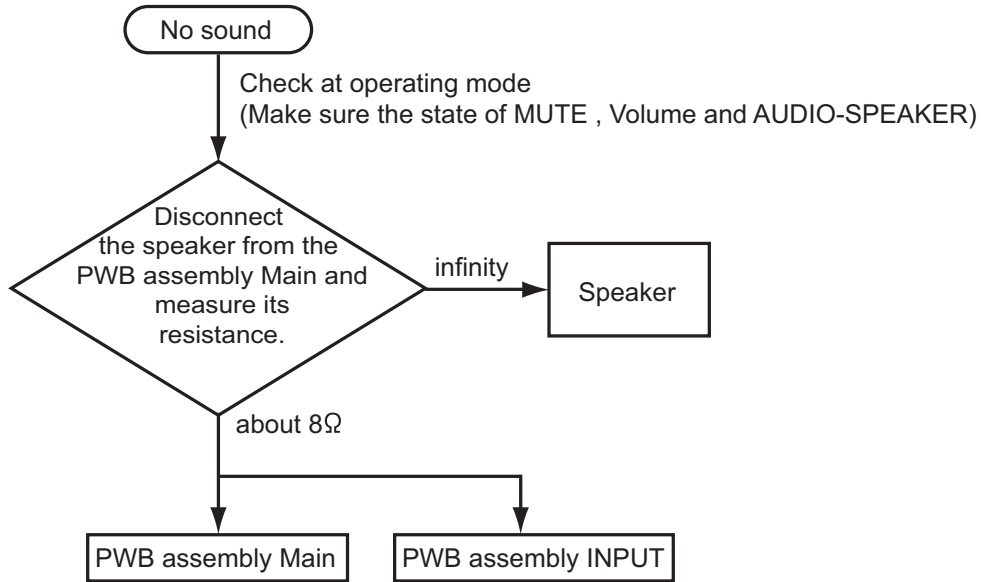 No sound
Check at operating mode
(Make sure the state of MUTE , Volume and AUDIO-SPEAKER)
Disconnect
the speaker from the
PWB assembly Main and
measure its
resistance.
infinity
Speaker
about 8Ω
PWB assembly Main
PWB assembly INPUT